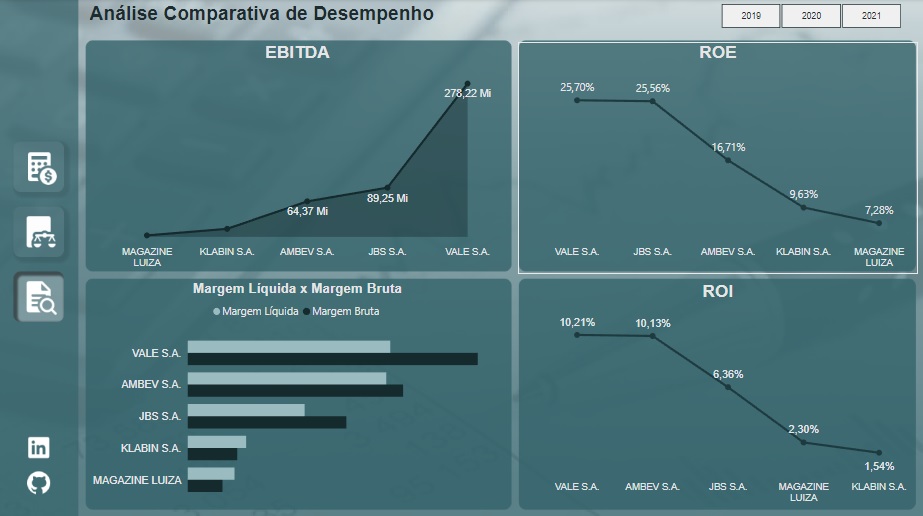 Análise Comparativa de Desempenho
2019
2020
2021
EBITDA
278,22 Mi
89,25 Mi
64,37 Mi
MAGAZINE
LUIZA
KLABIN S.A.
AMBEV S.A.
JBS S.A.
VALE S.A.
ROE
25,70%
25,56%
16,71%
9,63%
7,28%
VALE S.A.
JBS S.A.
AMBEV S.A.
KLABIN S.A.
MAGAZINE
LUIZA
Margem Líquida x Margem Bruta
Margem Líquida
Margem Bruta
VALE S.A.
AMBEV S.A.
JBS S.A.
KLABIN S.A.
MAGAZINE LUIZA
ROI
10,21%
10,13%
6,36%
2,30%
1,54%
VALE S.A.
AMBEV S.A.
JBS S.A.
MAGAZINE
LUIZA
KLABIN S.A.
in